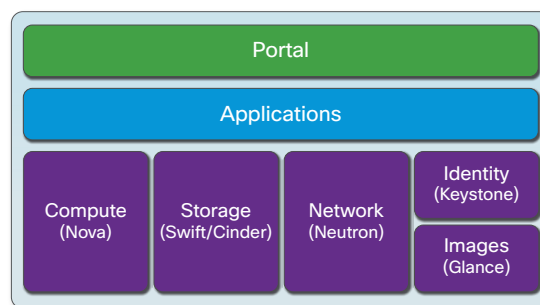 Portal
Applications
Compute
(Nova)
Storage
(Swift/Cinder)
Network
(Neutron)
Identity
(Keystone)
Images
(Glance)